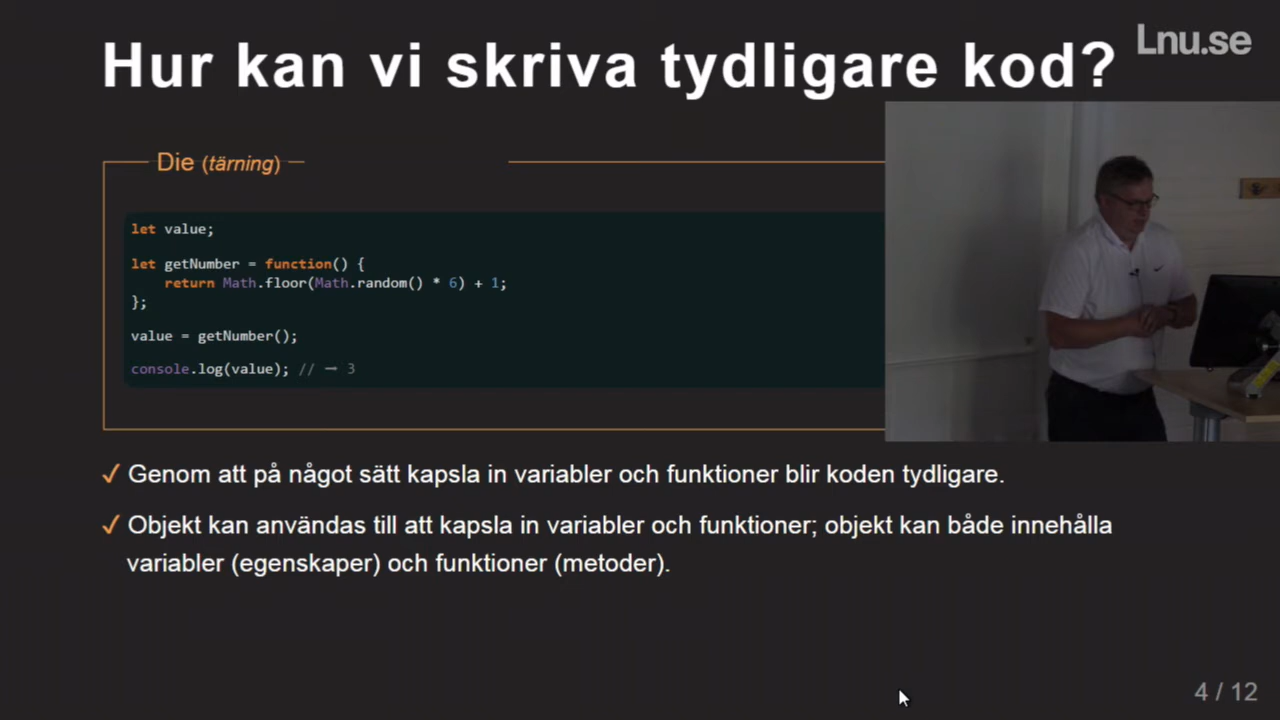 Hur kan vi skriva tydligare kod?
Lnu.se
Die (tärning)
let value;
let getNumber = function() {
    return Math.floor(Math.random() * 6) + 1;
};
value = getNumber();
console.log(value); // → 3
✓ Genom att på något sätt kapsla in variabler och funktioner blir koden tydligare.
✓ Objekt kan användas till att kapsla in variabler och funktioner; objekt kan både innehålla
variabler (egenskaper) och funktioner (metoder).
4 / 12